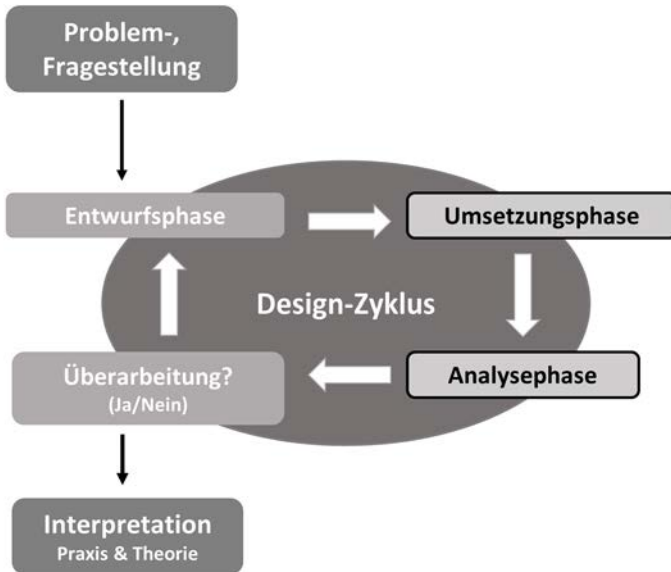 Problem-,
Fragestellung
Entwurfsphase
Umsetzungsphase
Design-Zyklus
Überarbeitung?
(Ja/Nein)
Analysephase
Interpretation
Praxis & Theorie